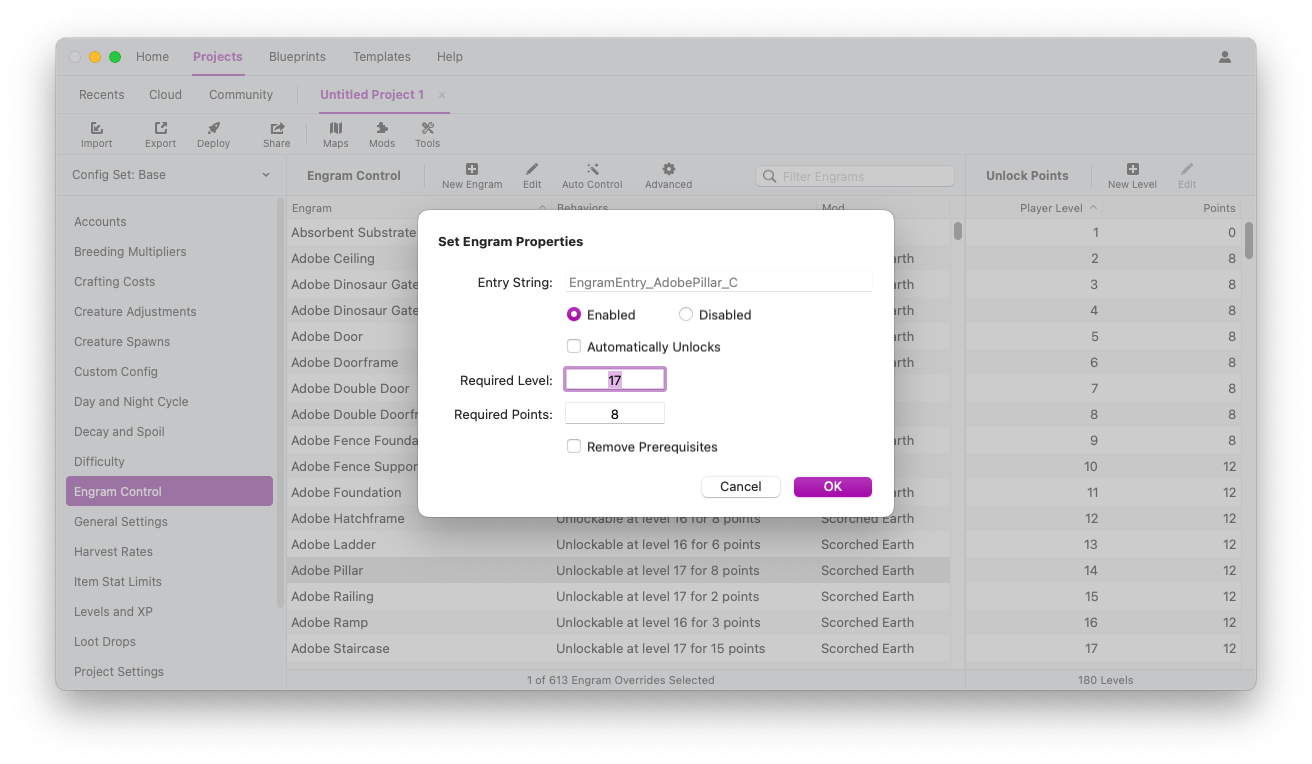 Home Projects Blueprints Templates Help
Recents Cloud Community Untitled Project 1 ×
Import Export Deploy Share Maps Mods Tools
Config Set: Base
Engram Control New Engram Edit Auto Control Advanced Filter Engrams
Unlock Points New Level Edit
Accounts
Breeding Multipliers
Crafting Costs
Creature Adjustments
Creature Spawns
Custom Config
Day and Night Cycle
Decay and Spoil
Difficulty
Engram Control
General Settings
Harvest Rates
Item Stat Limits
Levels and XP
Loot Drops
Project Settings
Engram Behaviors Mod
Absorbent Substrate
Adobe Ceiling arth
Adobe Dinosaur Gate arth
Adobe Dinosaur Gate arth
Adobe Door arth
Adobe Doorframe arth
Adobe Double Door
Adobe Double Doorfr
Adobe Fence Founda arth
Adobe Fence Suppor
Adobe Foundation arth
Adobe Hatchframe Unlockable at level 16 for 8 points Scorched Earth
Adobe Ladder Unlockable at level 16 for 6 points Scorched Earth
Adobe Pillar Unlockable at level 17 for 8 points Scorched Earth
Adobe Railing Unlockable at level 17 for 2 points Scorched Earth
Adobe Ramp Unlockable at level 16 for 3 points Scorched Earth
Adobe Staircase Unlockable at level 17 for 15 points Scorched Earth
1 of 613 Engram Overrides Selected
Set Engram Properties
Entry String: EngramEntry_AdobePillar_C
Enabled Disabled
Automatically Unlocks
Required Level: 17
Required Points: 8
Remove Prerequisites
Cancel OK
Player Level Points
1 0
2 8
3 8
4 8
5 8
6 8
7 8
8 8
9 8
10 12
11 12
12 12
13 12
14 12
15 12
16 12
17 12
180 Levels